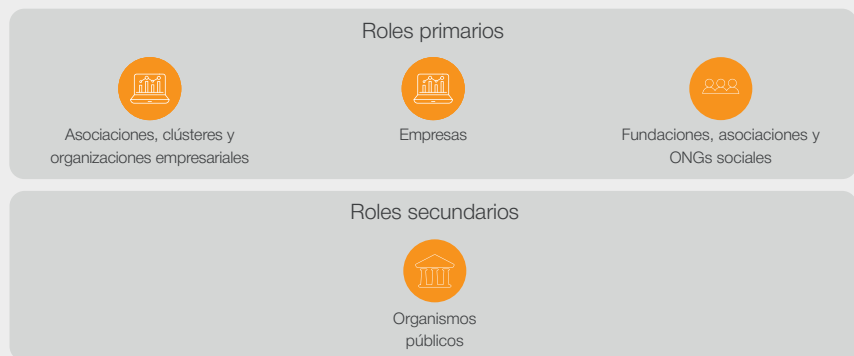 Roles primarios
Asociaciones, clústeres y
organizaciones empresariales
Empresas
Fundaciones, asociaciones y
ONGs sociales
Roles secundarios
Organismos
públicos